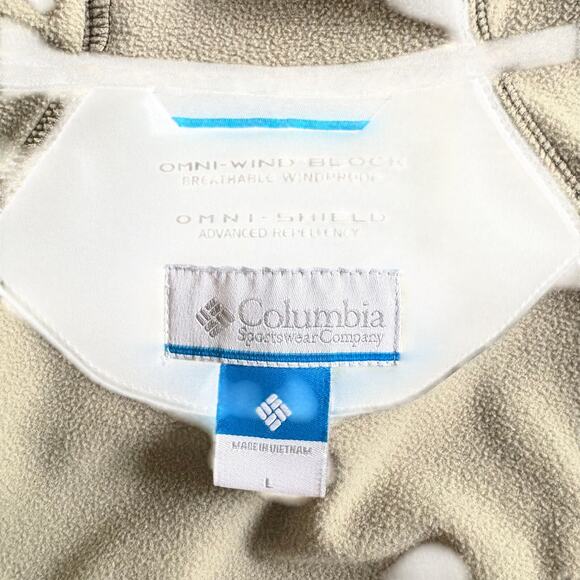 OMNI-WIND BLOCK
BREATHABLE WINDPROOF
OMNI-SHIELD
ADVANCED REPELLENCY
Columbia
Sportswear Company
MADE IN VIETNAM
L